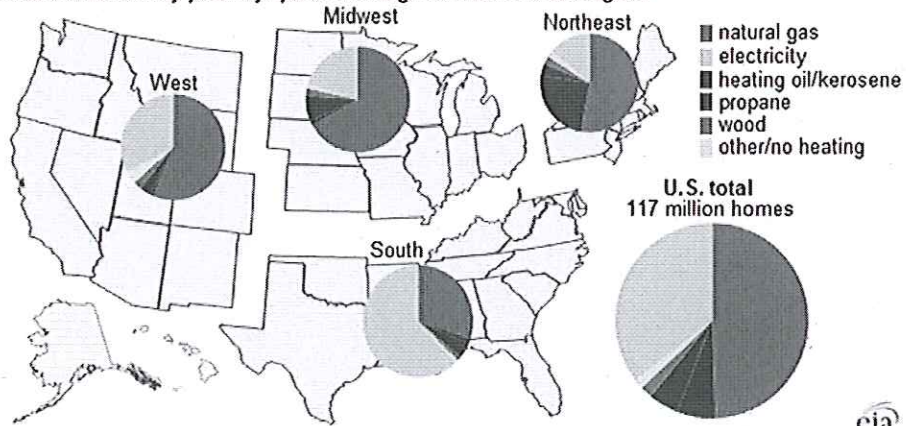 Midwest
Northeast
West
South
natural gas
electricity
heating oil/kerosene
propane
wood
other/no heating
U.S. total
117 million homes
eia